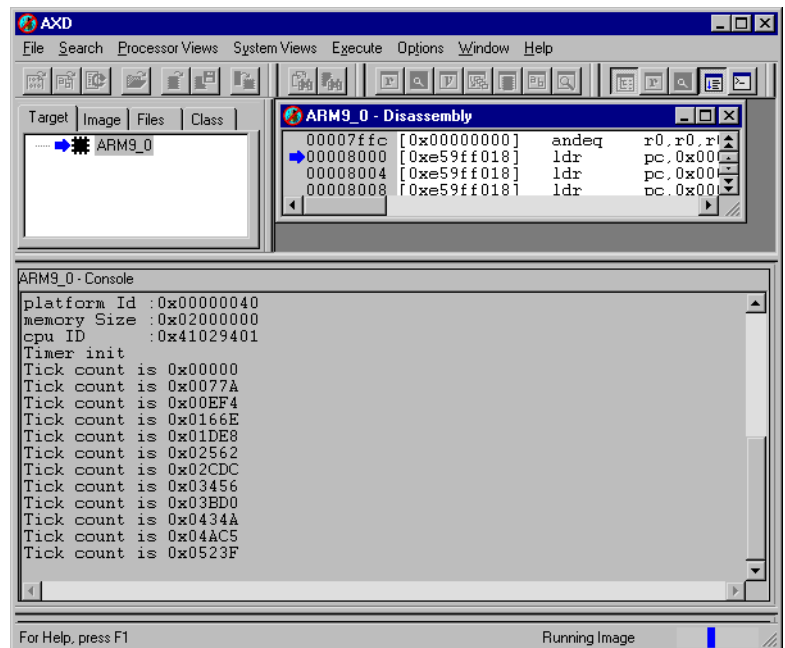 AXD
File Search Processor Views System Views Execute Options Window Help
Target Image Files Class
ARM9_0
ARM9_0 - Disassembly
00007ffc [0x00000000] andeq r0,r0,r
00008000 [0xe59ff018] ldr pc,0x00
00008004 [0xe59ff018] ldr pc,0x00
00008008 [0xe59ff018] ldr pc,0x00
ARM9_0 - Console
platform Id :0x00000040
memory Size :0x02000000
cpu ID :0x41029401
Timer init
Tick count is 0x00000
Tick count is 0x0077A
Tick count is 0x00EF4
Tick count is 0x0166E
Tick count is 0x01DE8
Tick count is 0x02562
Tick count is 0x02CDC
Tick count is 0x03456
Tick count is 0x03BD0
Tick count is 0x0434A
Tick count is 0x04AC5
Tick count is 0x0523F
For Help, press F1 Running Image